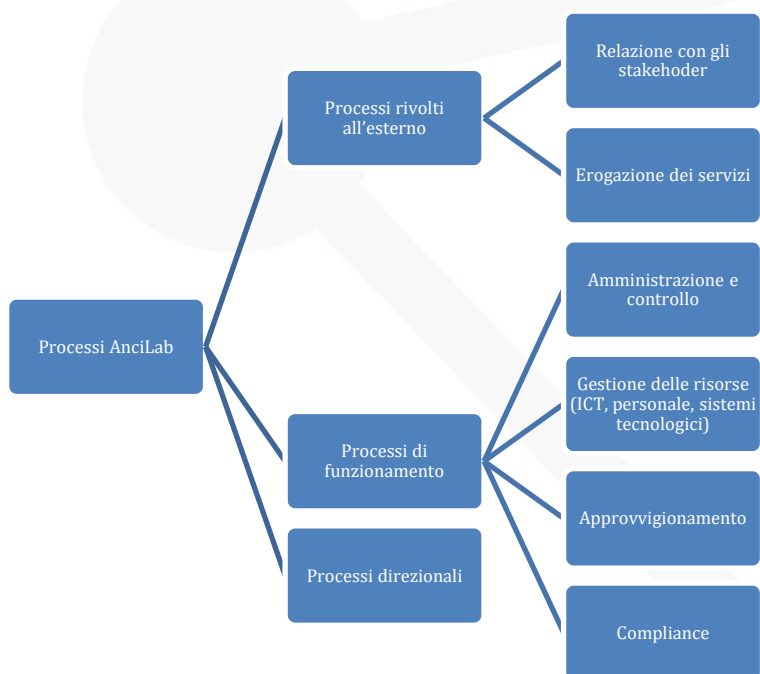 Processi AnciLab
Processi rivolti
all'esterno
Relazione con gli
stakehoder
Erogazione dei servizi
Processi di
funzionamento
Amministrazione e
controllo
Gestione delle risorse
(ICT, personale, sistemi
tecnologici)
Approvvigionamento
Compliance
Processi direzionali